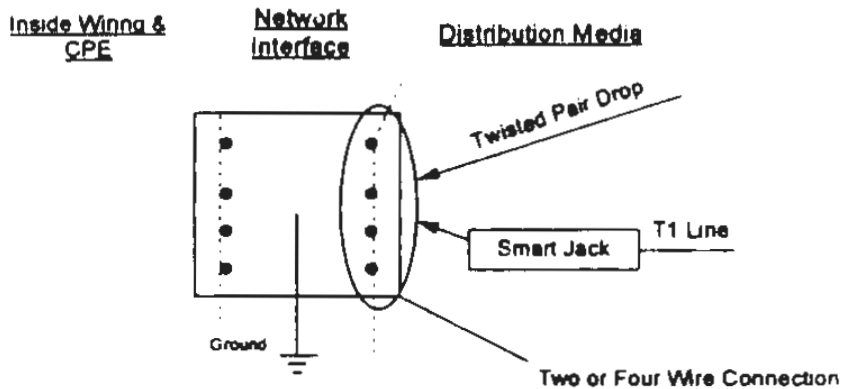 Inside Wiring &
CPE
Network
Interface
Distribution Media
Twisted Pair Drop
T1 Line
Smart Jack
Ground
Two or Four Wire Connection